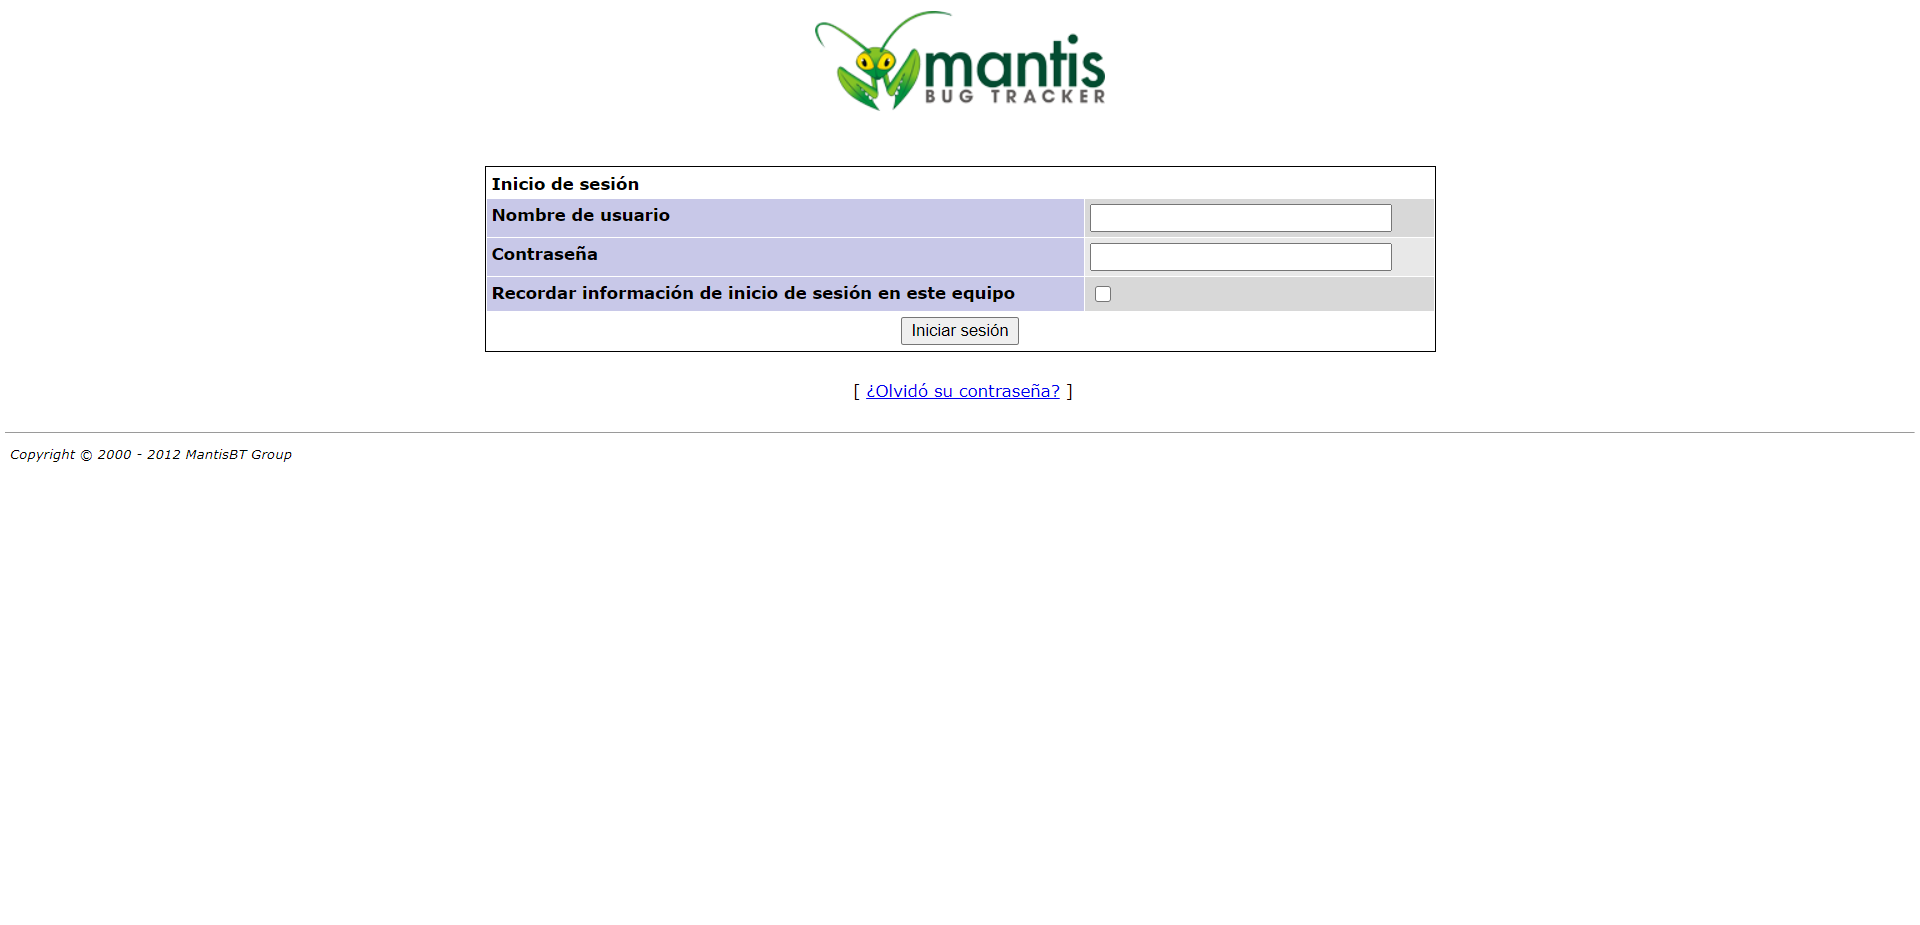 mantis
BUG TRACKER
Inicio de sesión
Nombre de usuario
Contraseña
Recordar información de inicio de sesión en este equipo
Iniciar sesión
[ ¿Olvidó su contraseña? ]
Copyright © 2000 - 2012 MantisBT Group